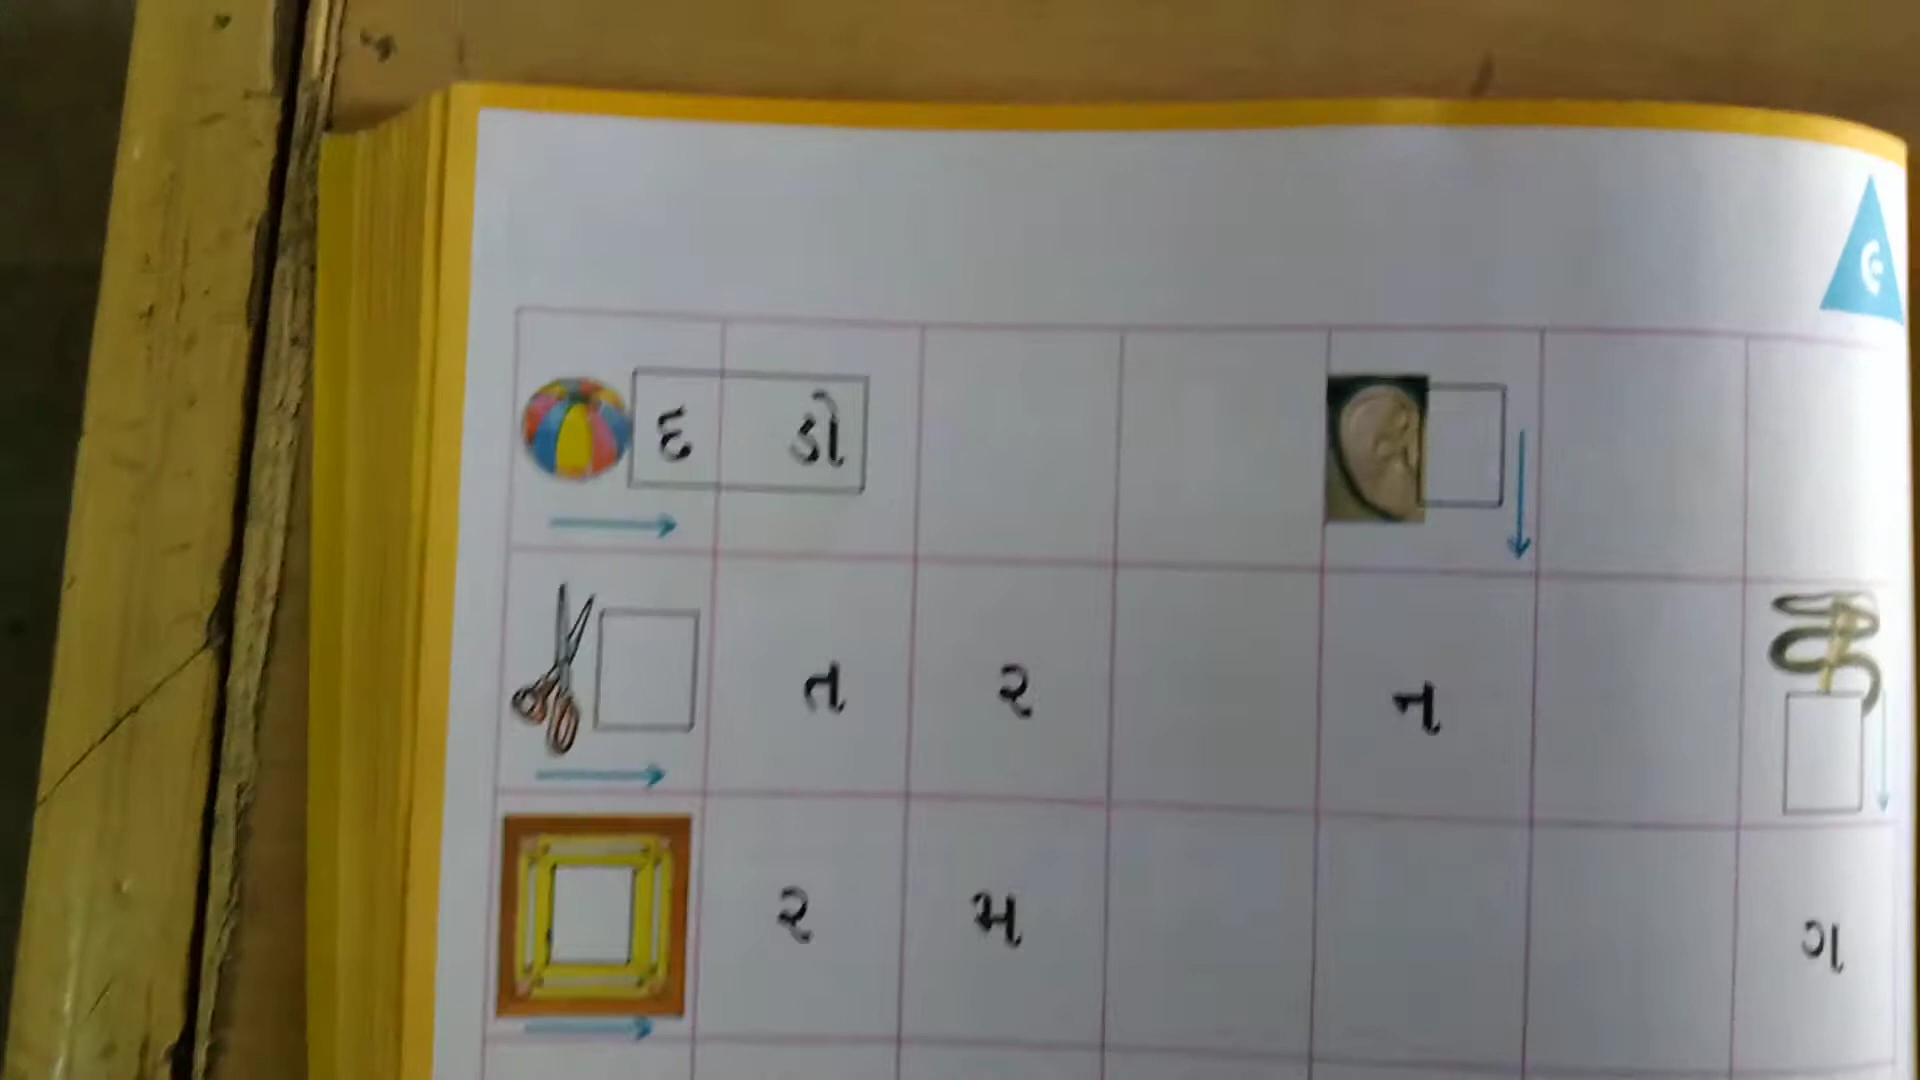 ૯
દ ડો
ત ર ન
ર મ ગ